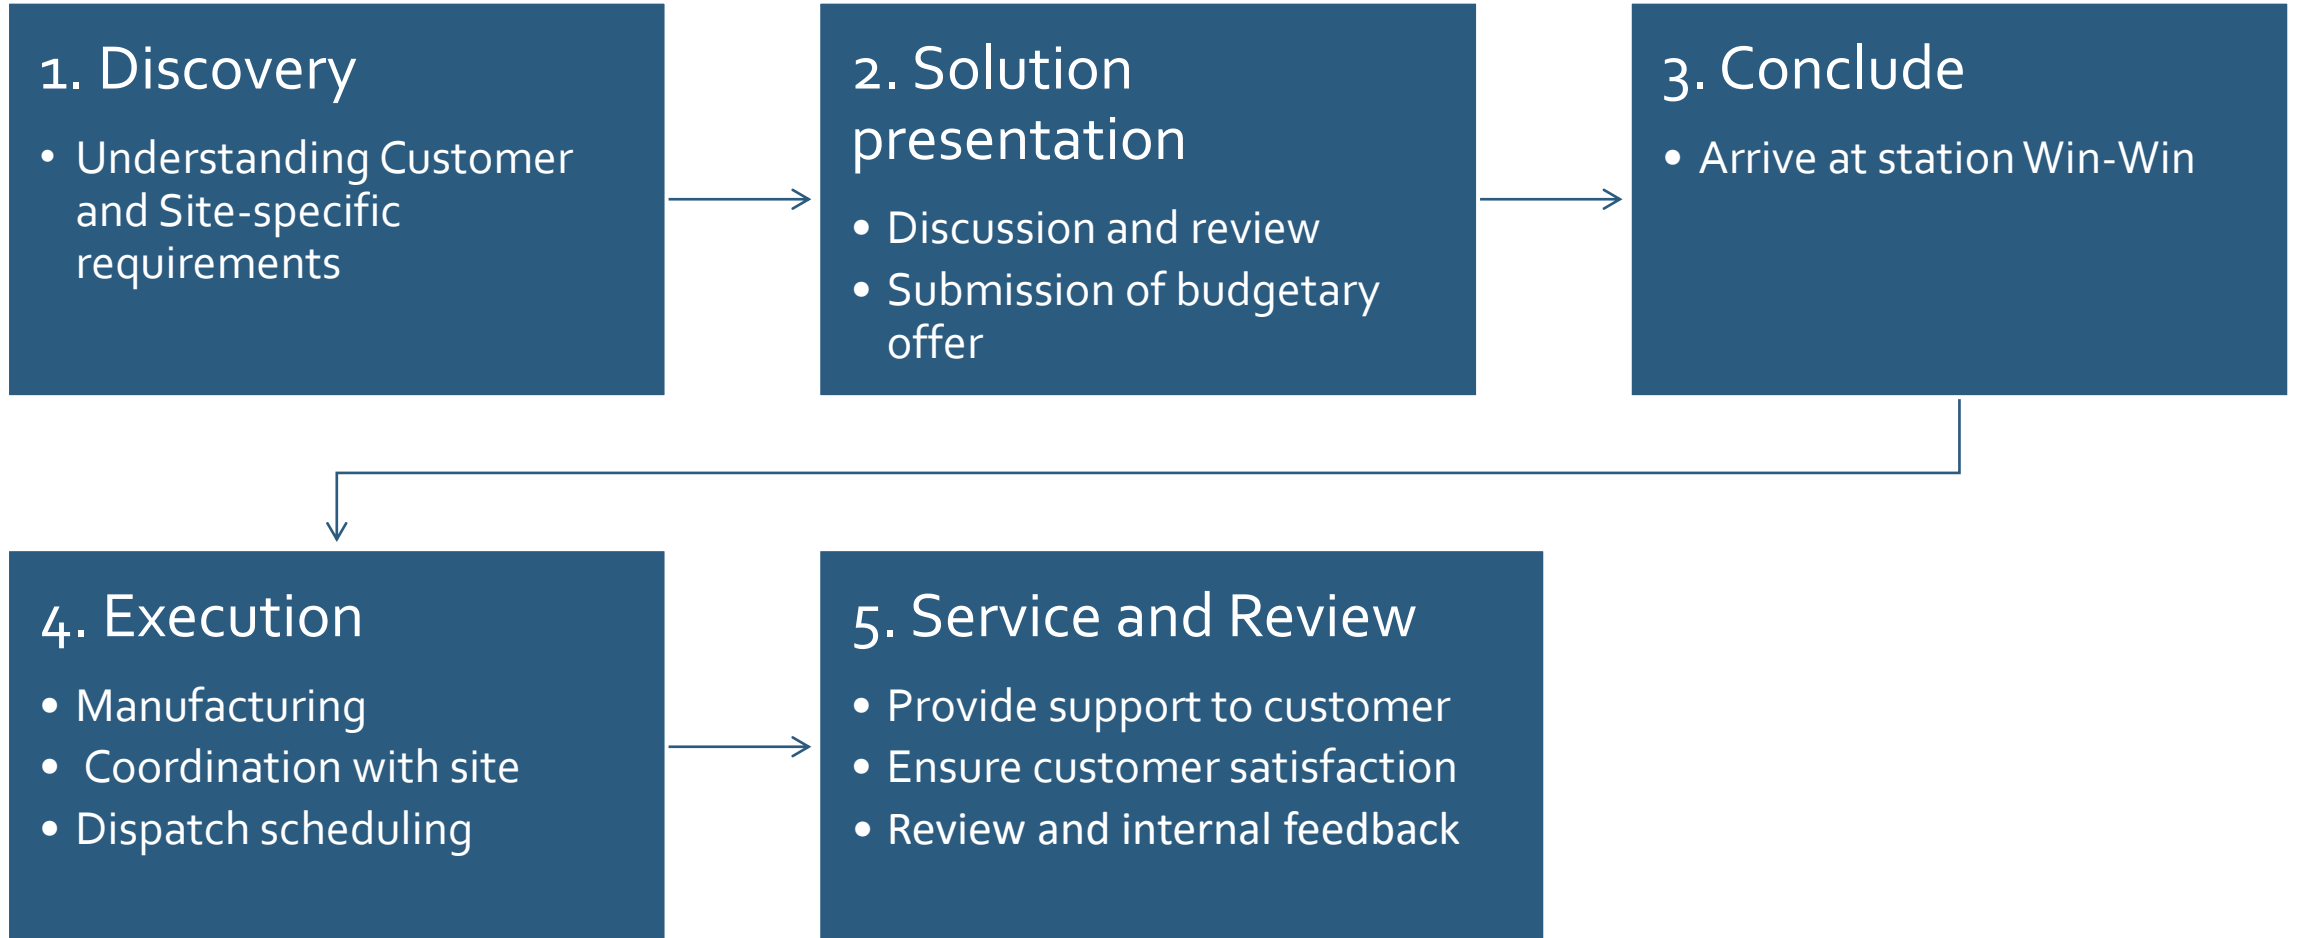 1. Discovery
• Understanding Customer
and Site-specific
requirements
2. Solution
presentation
• Discussion and review
• Submission of budgetary
offer
3. Conclude
• Arrive at station Win-Win
4. Execution
• Manufacturing
• Coordination with site
• Dispatch scheduling
5. Service and Review
• Provide support to customer
• Ensure customer satisfaction
• Review and internal feedback